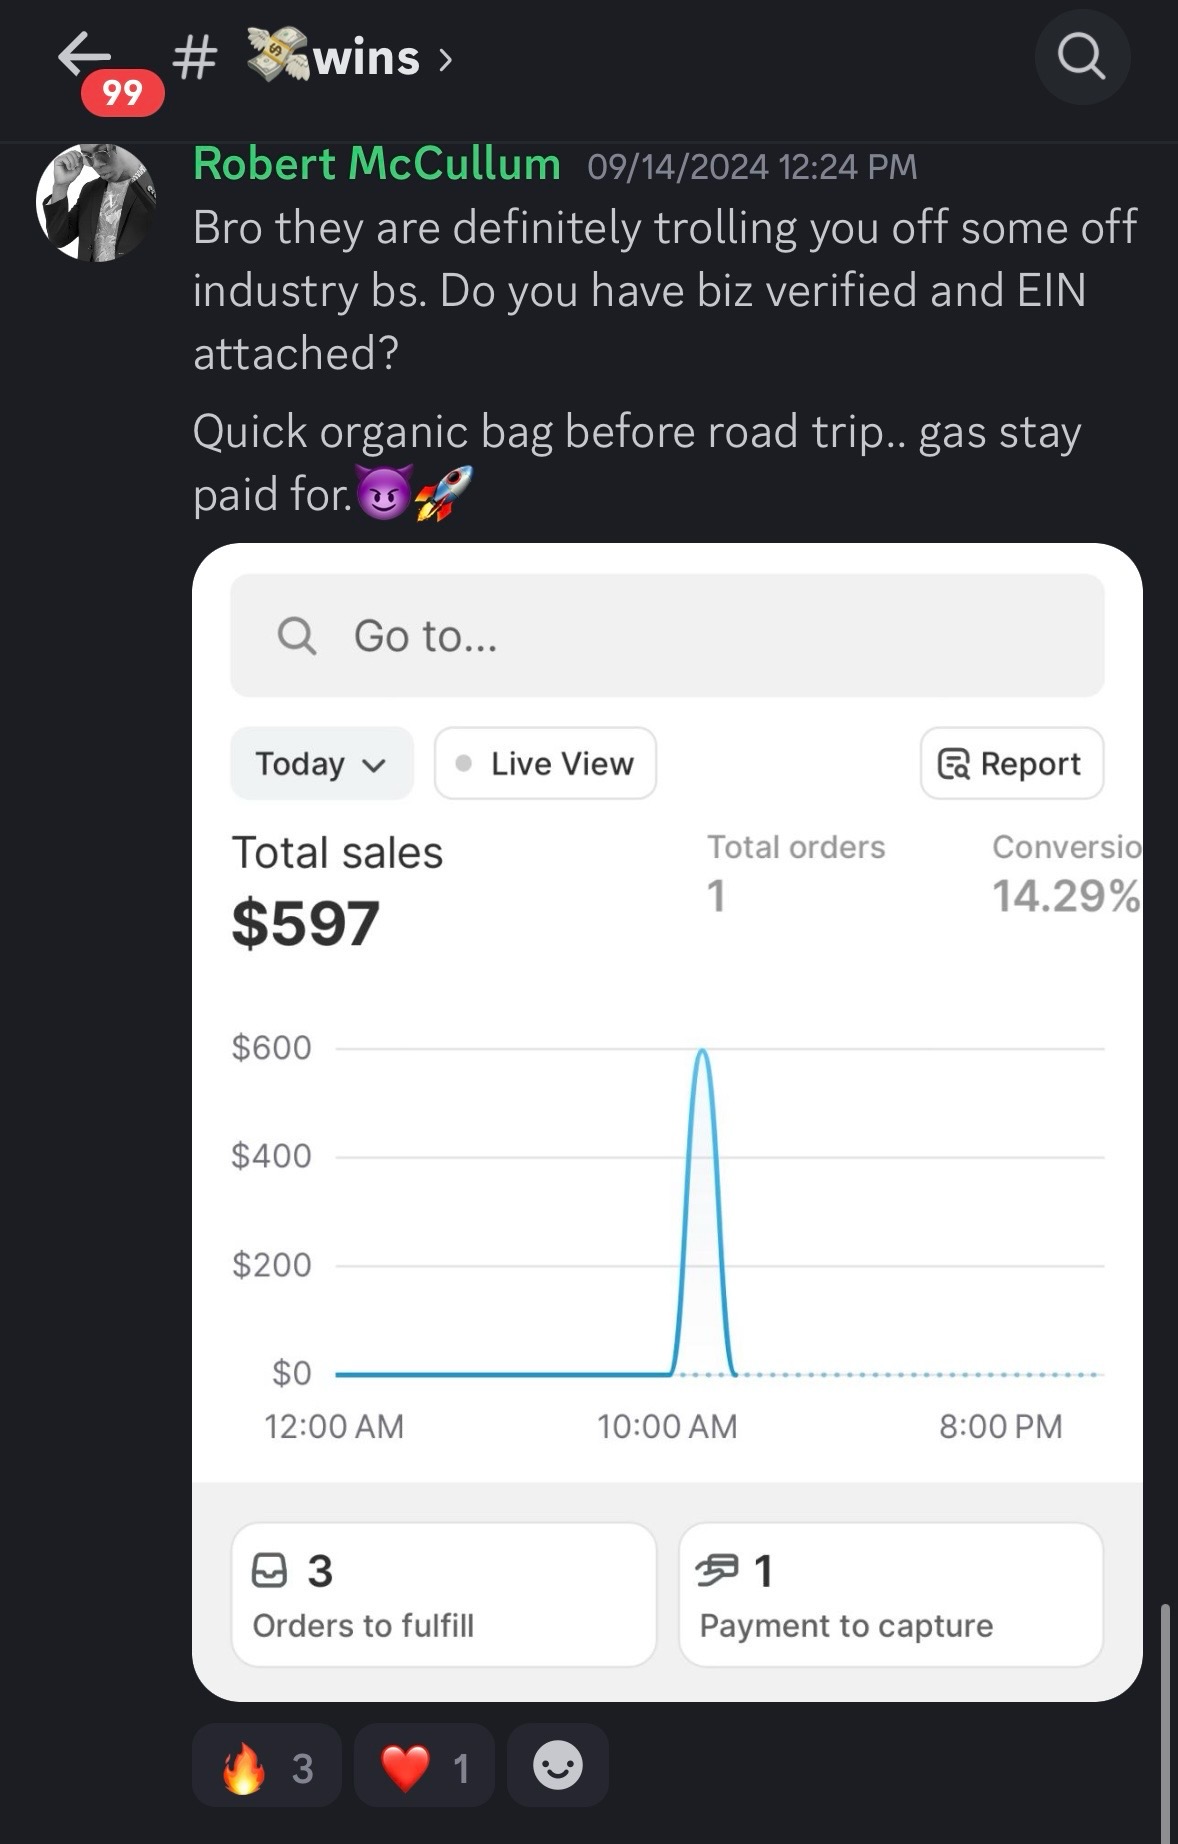 # 💸wins ›
99
Robert McCullum 09/14/2024 12:24 PM
Bro they are definitely trolling you off some off
industry bs. Do you have biz verified and EIN
attached?
Quick organic bag before road trip.. gas stay
paid for.😈🚀
Go to...
Today
Live View
Report
Total sales
$597
Total orders
1
Conversio
14.29%
$600
$400
$200
$0
12:00 AM 10:00 AM 8:00 PM
3
Orders to fulfill
1
Payment to capture
🔥 3 ❤️ 1